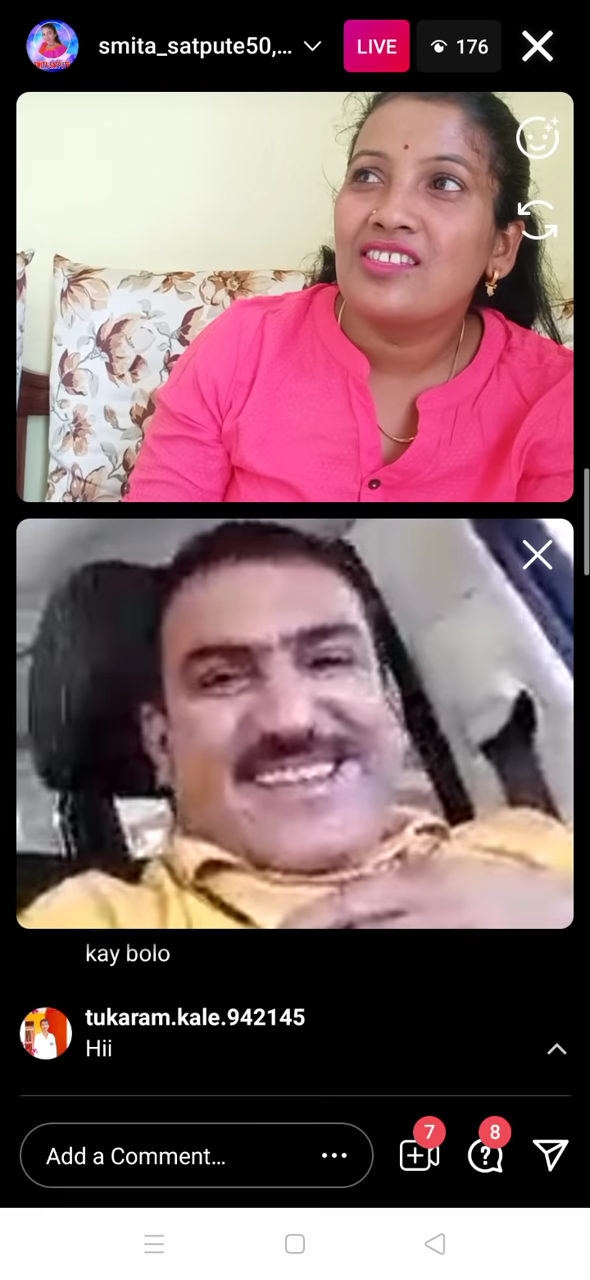 smita_satpute50,...
LIVE
176
kay bolo
tukaram.kale.942145
Hii
Add a Comment...
7
8